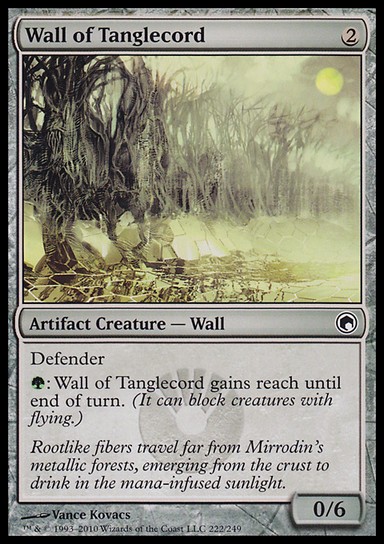 Wall of Tanglecord 2
Artifact Creature — Wall
Defender
: Wall of Tanglecord gains reach until
end of turn. (It can block creatures with
flying.)
Rootlike fibers travel far from Mirrodin's
metallic forests, emerging from the crust to
drink in the mana-infused sunlight.
Vance Kovacs
™ & © 1993–2010 Wizards of the Coast LLC 222/249
0/6